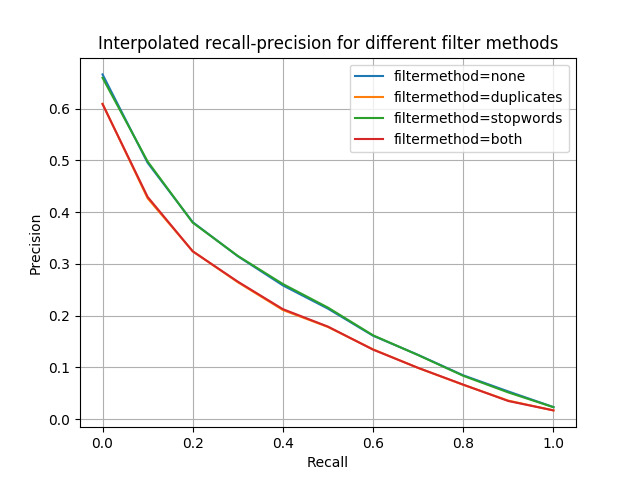 Interpolated recall-precision for different filter methods
filtermethod=none
filtermethod=duplicates
filtermethod=stopwords
filtermethod=both
Precision
0.6
0.5
0.4
0.3
0.2
0.1
0.0
0.0 0.2 0.4 0.6 0.8 1.0
Recall